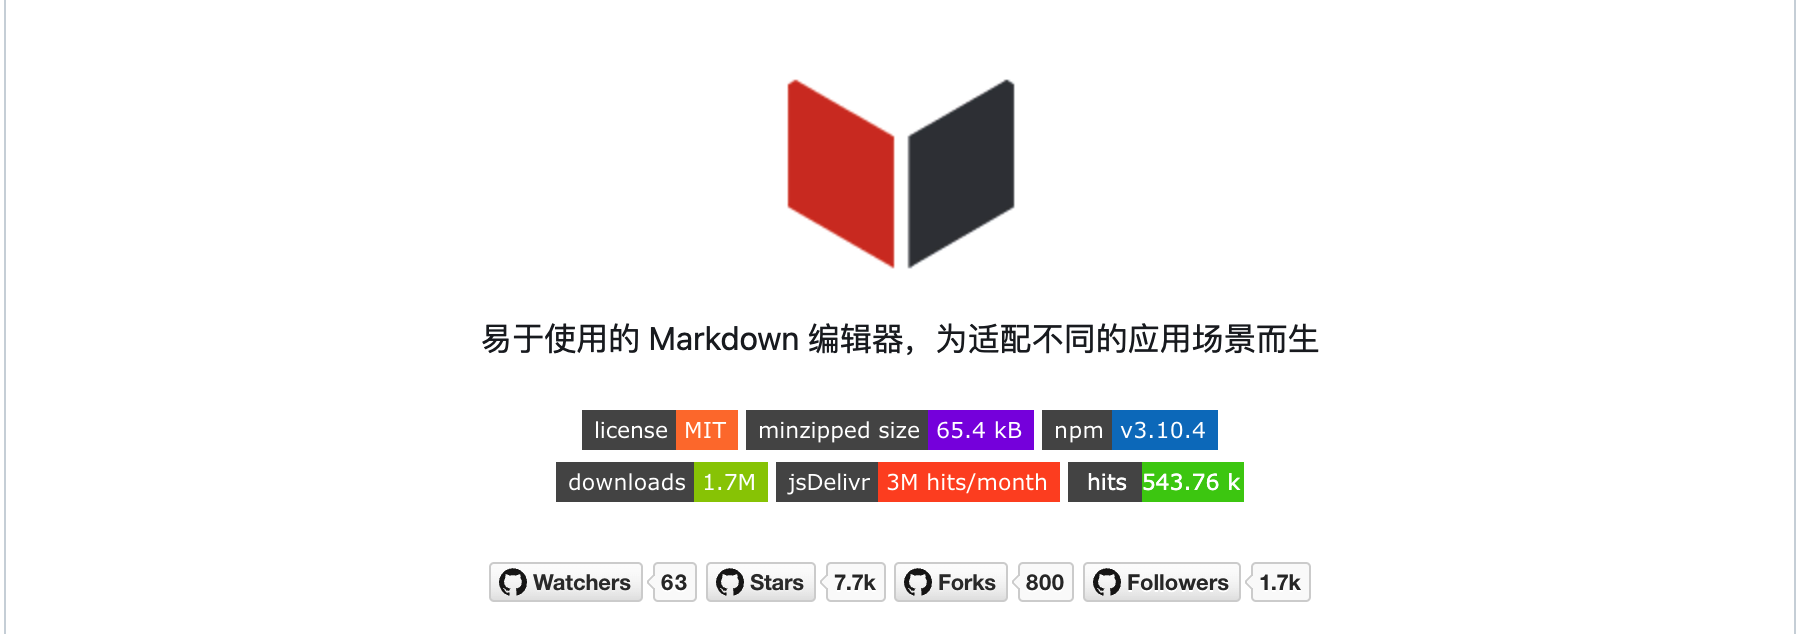 易于使用的 Markdown 编辑器，为适配不同的应用场景而生
license MIT minzipped size 65.4 kB npm v3.10.4
downloads 1.7M jsDelivr 3M hits/month hits 543.76 k
Watchers 63 Stars 7.7k Forks 800 Followers 1.7k